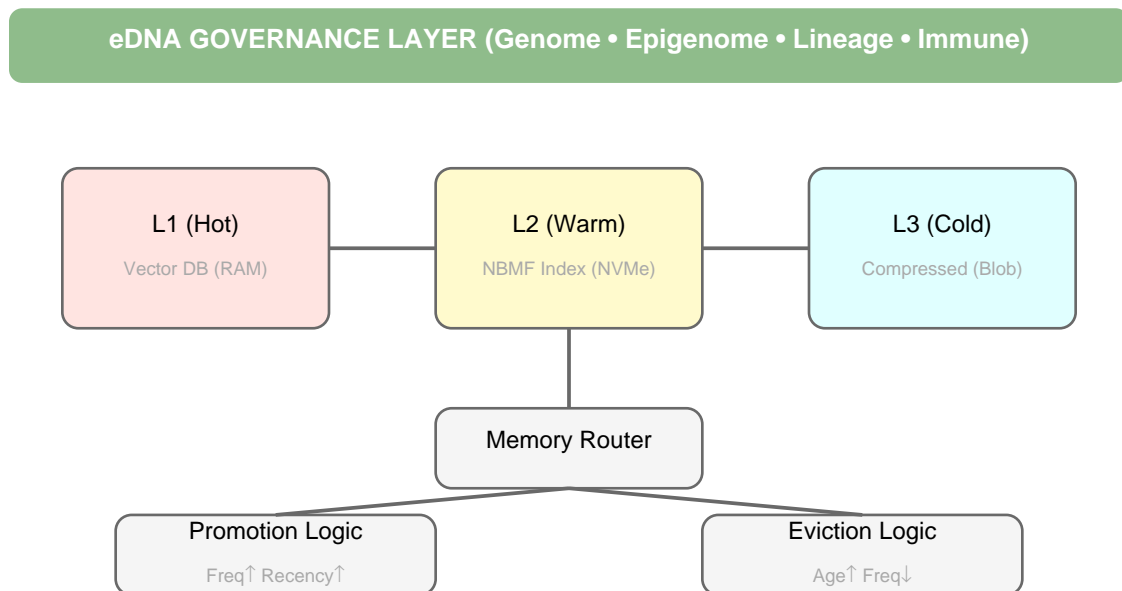 eDNA GOVERNANCE LAYER (Genome • Epigenome • Lineage • Immune)
L1 (Hot)
Vector DB (RAM)
L2 (Warm)
NBMF Index (NVMe)
L3 (Cold)
Compressed (Blob)
Memory Router
Promotion Logic
Freq↑ Recency↑
Eviction Logic
Age↑ Freq↓